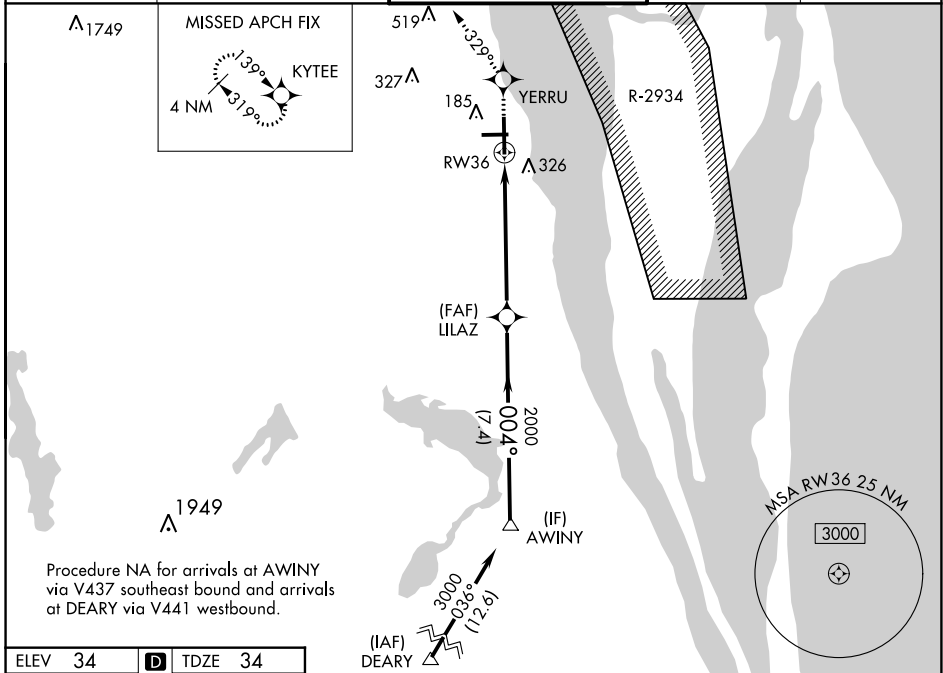 1749
MISSED APCH FIX
139°
KYTEE
4 NM
319°
519
329°
327
YERRU
185
R-2934
RW36
326
(FAF)
LILAZ
2000
004°
(7.4)
1949
(IF)
AWINY
MSA RW36 25 NM
3000
Procedure NA for arrivals at AWINY
via V437 southeast bound and arrivals
at DEARY via V441 westbound.
3000
036°
(12.6)
(IAF)
DEARY
ELEV 34 D TDZE 34